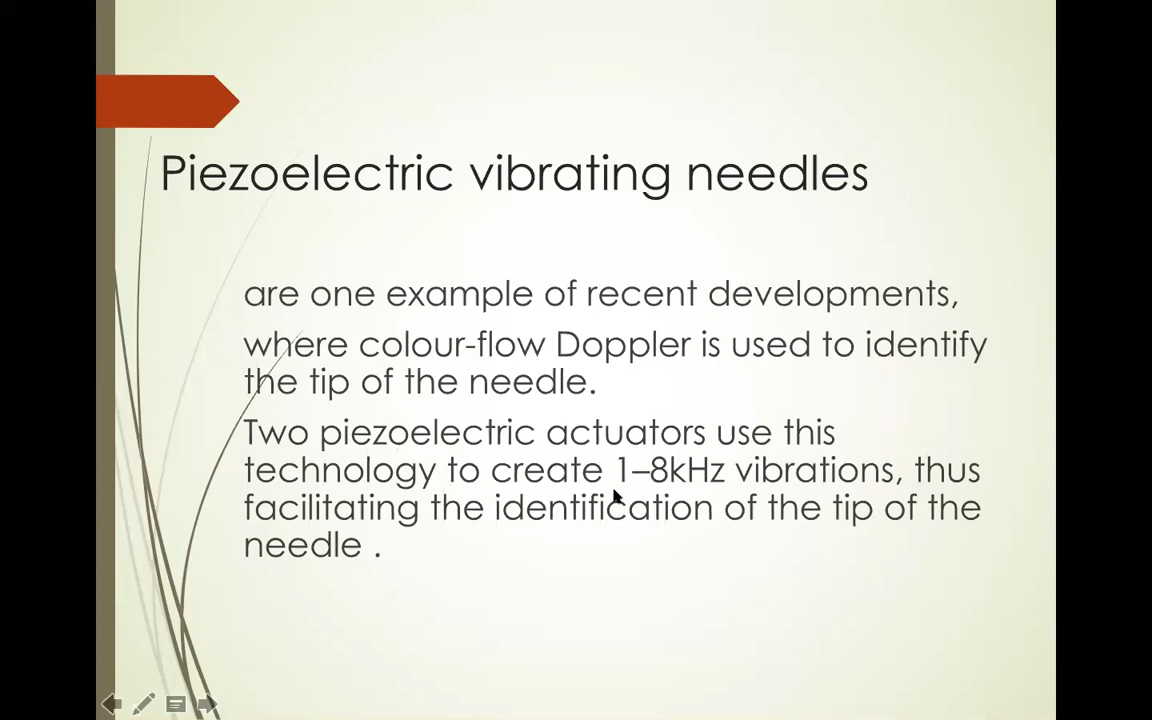 Piezoelectric vibrating needles
are one example of recent developments,
where colour-flow Doppler is used to identify
the tip of the needle.
Two piezoelectric actuators use this
technology to create 1–8kHz vibrations, thus
facilitating the identification of the tip of the
needle .